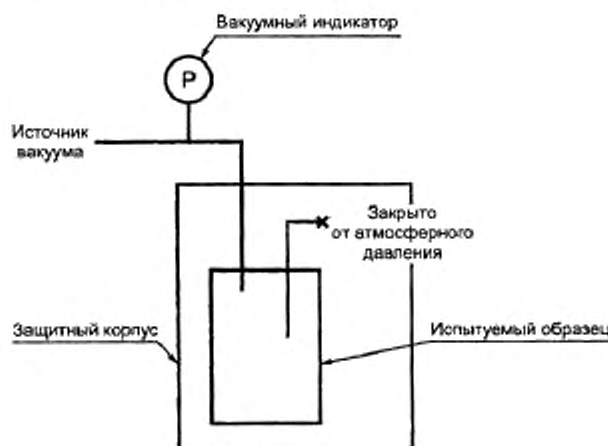 Вакуумный индикатор
P
Источник
вакуума
Закрыто
от атмосферного
давления
Защитный корпус
Испытуемый образец